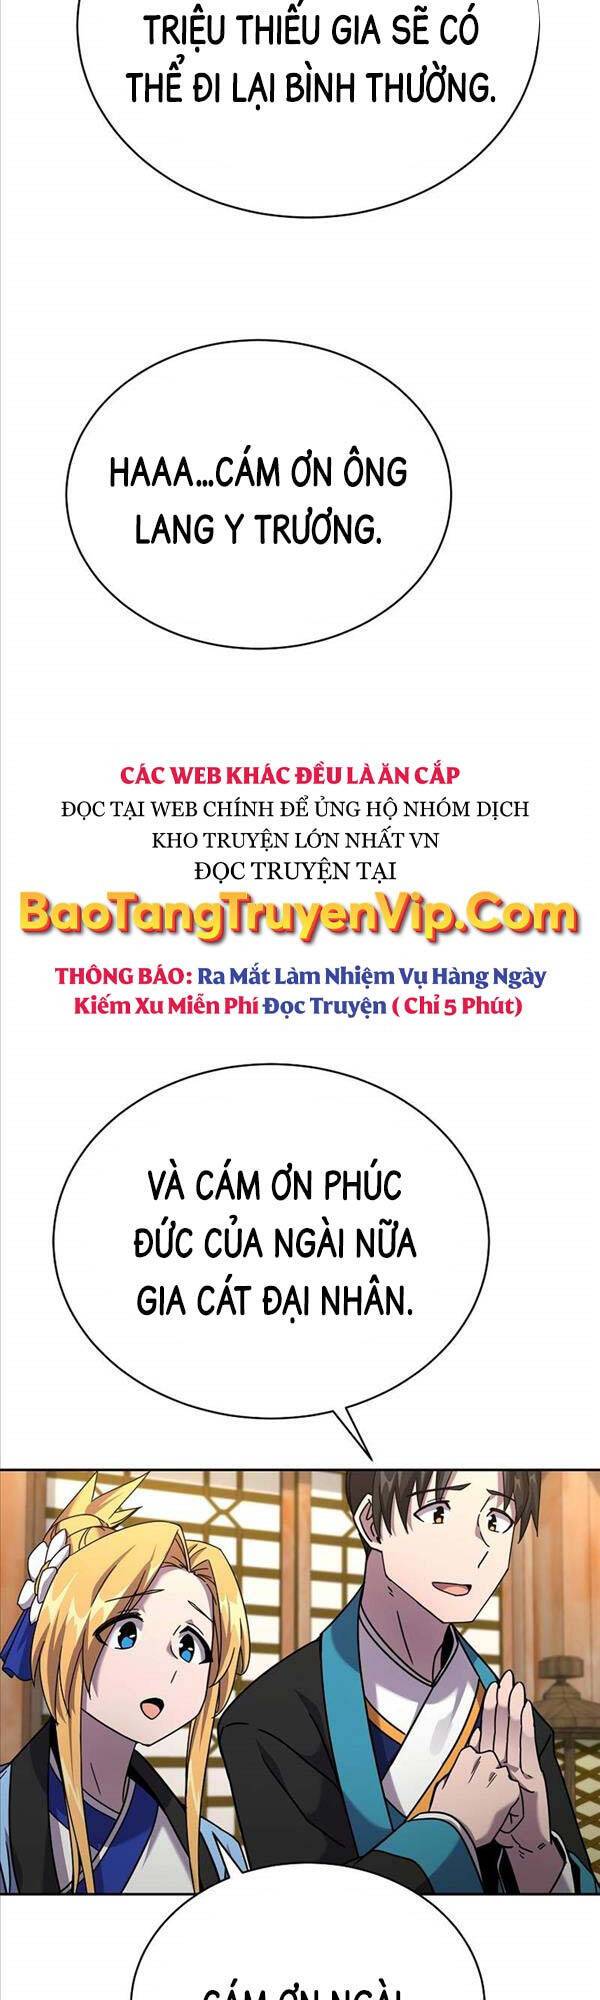 TRIỆU THIẾU GIA SẼ CÓ
THỂ ĐI LẠI BÌNH THƯỜNG.
HAAA...CÁM ƠN ÔNG
LANG Y TRƯƠNG.
CÁC WEB KHÁC ĐỀU LÀ ĂN CẮP
ĐỌC TẠI WEB CHÍNH ĐỂ ỦNG HỘ NHÓM DỊCH
KHO TRUYỆN LỚN NHẤT VN
ĐỌC TRUYỆN TẠI
BaoTangTruyenVip.Com
THÔNG BÁO: Ra Mắt Làm Nhiệm Vụ Hàng Ngày
Kiếm Xu Miễn Phí Đọc Truyện ( Chỉ 5 Phút)
VÀ CÁM ƠN PHÚC
ĐỨC CỦA NGÀI NỮA
GIA CÁT ĐẠI NHÂN.
CÁM ƠN NGÀI